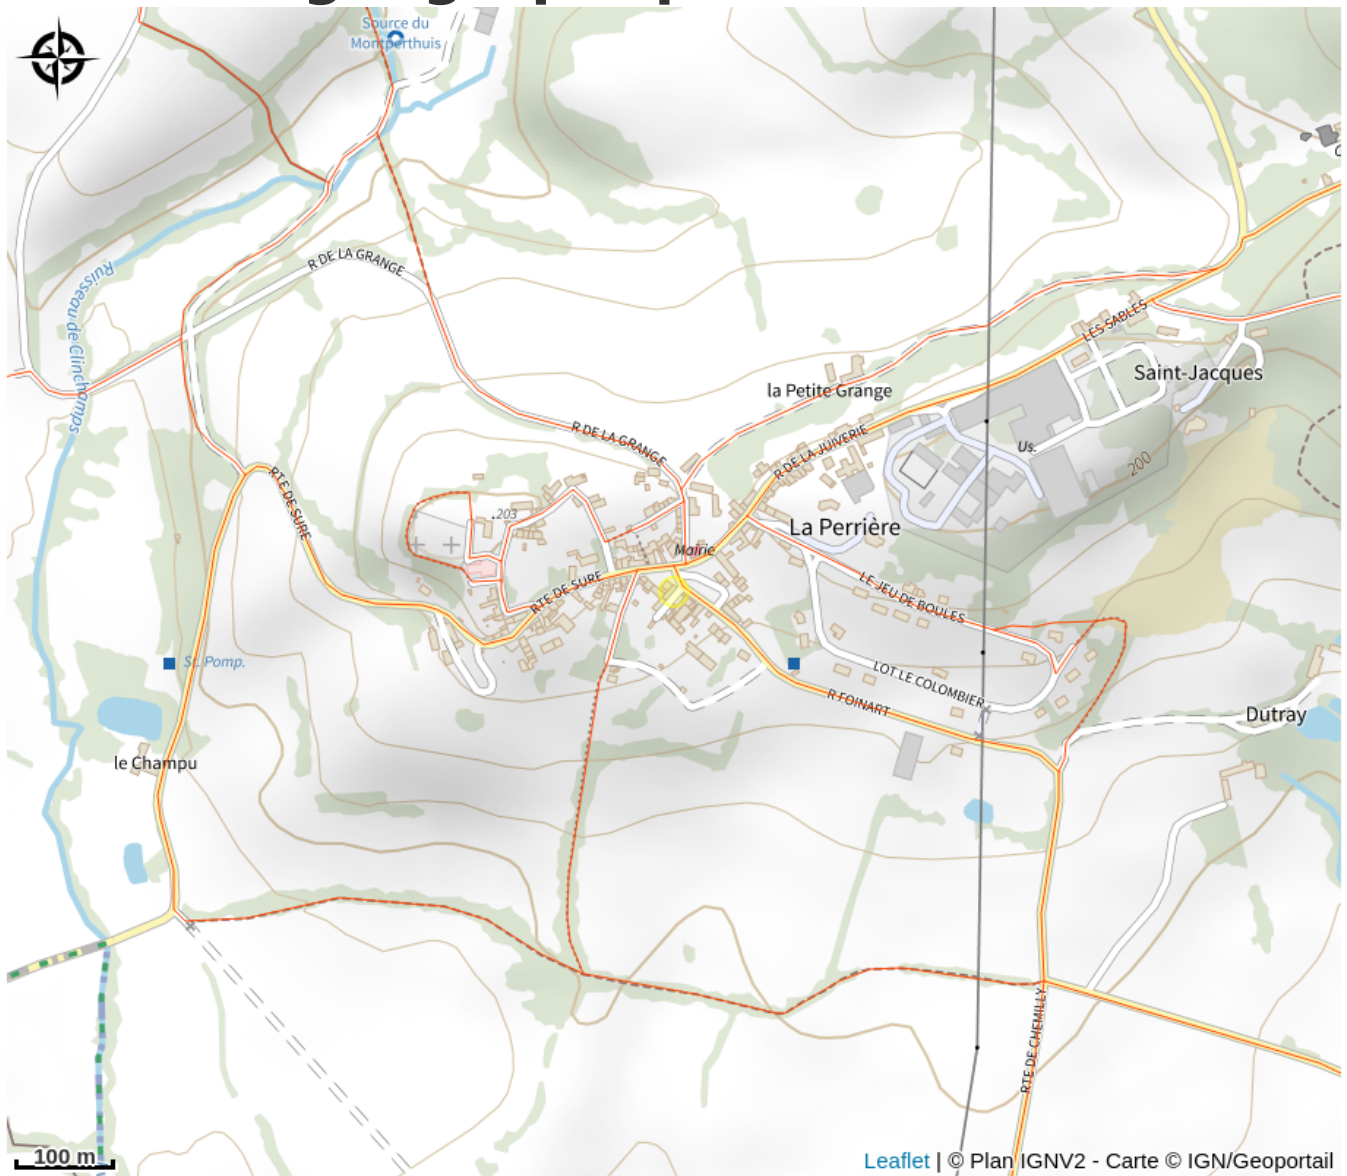 Source du
Montperthuis
R DE LA GRANGE
Ruisseau de Clinchamps
LES SABLES
Saint-Jacques
la Petite Grange
R DE LA GRANGE
R DE LA JUIVERIE
Us.
200
RTE DE SURE
.203
La Perrière
Mairie
RTE DE SURE
LE JEU DE BOULES
St. Pomp.
LOT LE COLOMBIER
R FOINART
Dutray
le Champu
RTE DE CHEMILLY
100 m
Leaflet | © Plan IGNV2 - Carte © IGN/Geoportail